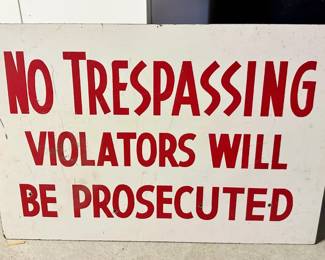 NO TRESPASSING
VIOLATORS WILL
BE PROSECUTED